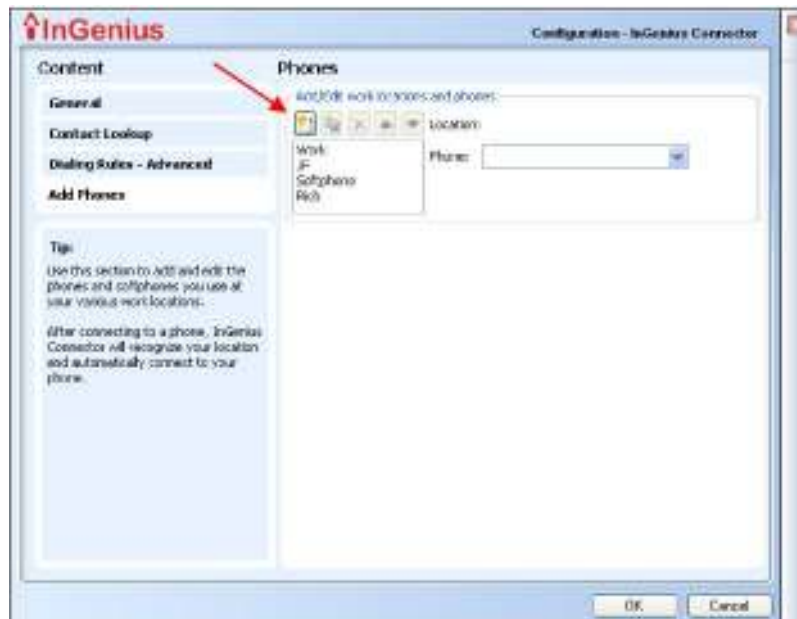 InGenius
Configuration - InGenius Connector
Content
General
Contact Lookup
Dialing Rules - Advanced
Add Phones
Tip:
Use this section to add and edit the
phones and softphones you use at
your various work locations.
After connecting to a phone, InGenius
Connector will recognize your location
and automatically connect to your
phone.
Phones
Add/Edit work locations and phones
Location:
Work
JF
Softphone
Rich
Phone:
OK
Cancel